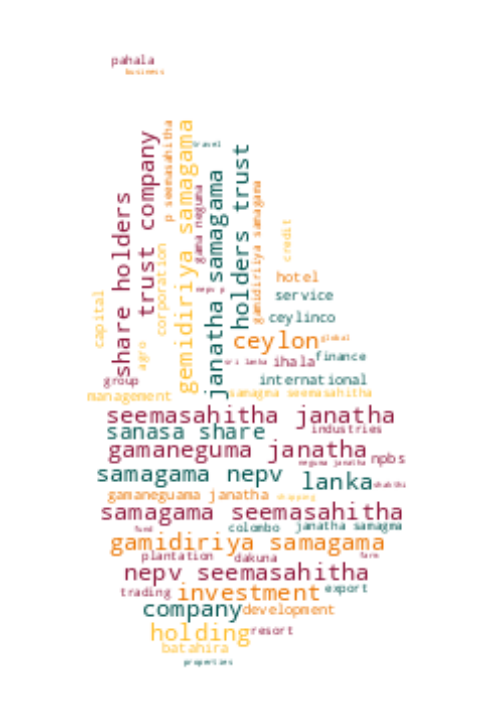 pahala
business
share holders
trust company
p seemasahitha
gemidiriya samagama
travel
gama neguma
janatha samagama
holders trust
gamidiriiya samagama
credit
capital
agro
corporation
hotel
service
ceylinco
ceylon
global
sri lanka
ihala
finance
group
international
management
samagma seemasahitha
seemasahitha janatha
sanasa share
industries
gamaneguma janatha
neguma janatha
npbs
samagama nepv
lanka
shakthi
gamaneguama janatha
shipping
samagama seemasahitha
fund
colombo
janatha samagma
gamidiriya samagama
plantation
dakuna
farm
nepv seemasahitha
trading
investment
export
company
development
holding
resort
batahira
properties